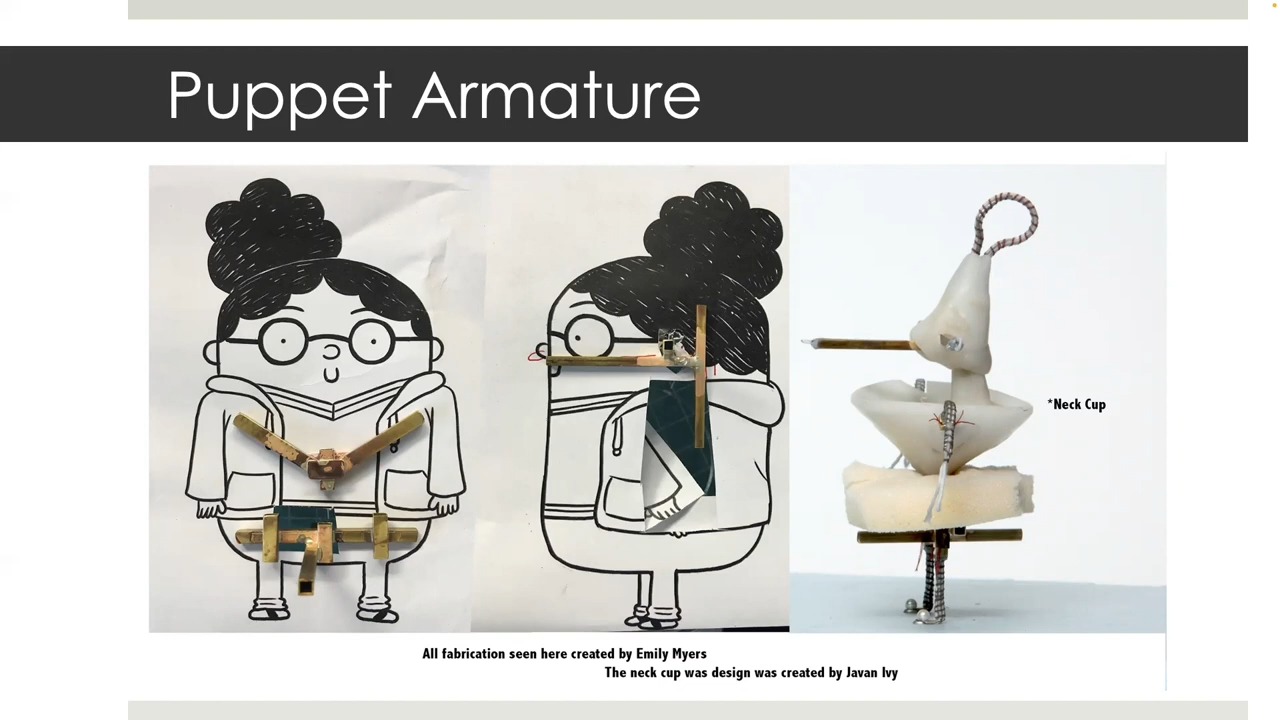 Puppet Armature
*Neck Cup
All fabrication seen here created by Emily Myers
The neck cup was design was created by Javan Ivy